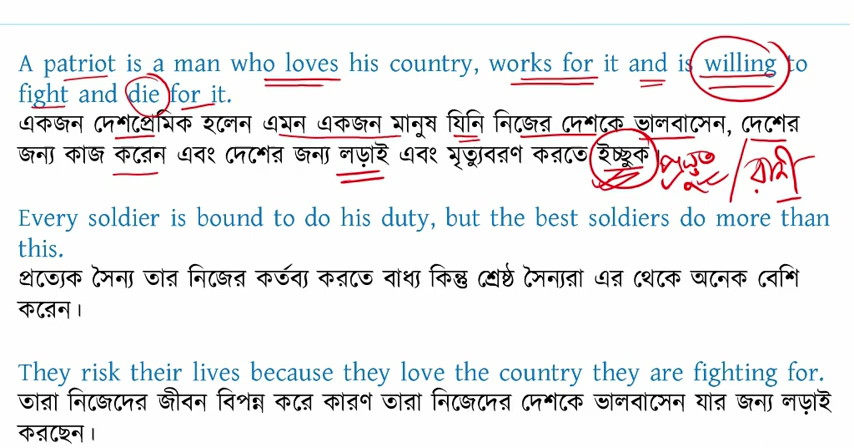 A patriot is a man who loves his country, works for it and is willing to
fight and die for it.
একজন দেশপ্রেমিক হলেন এমন একজন মানুষ যিনি নিজের দেশকে ভালবাসেন, দেশের
জন্য কাজ করেন এবং দেশের জন্য লড়াই এবং মৃত্যুবরণ করতে ইচ্ছুক / রাজী
Every soldier is bound to do his duty, but the best soldiers do more than
this.
প্রত্যেক সৈন্য তার নিজের কর্তব্য করতে বাধ্য কিন্তু শ্রেষ্ঠ সৈন্যরা এর থেকে অনেক বেশি
করেন।
They risk their lives because they love the country they are fighting for.
তারা নিজেদের জীবন বিপন্ন করে কারণ তারা নিজেদের দেশকে ভালবাসেন যার জন্য লড়াই
করছেন।